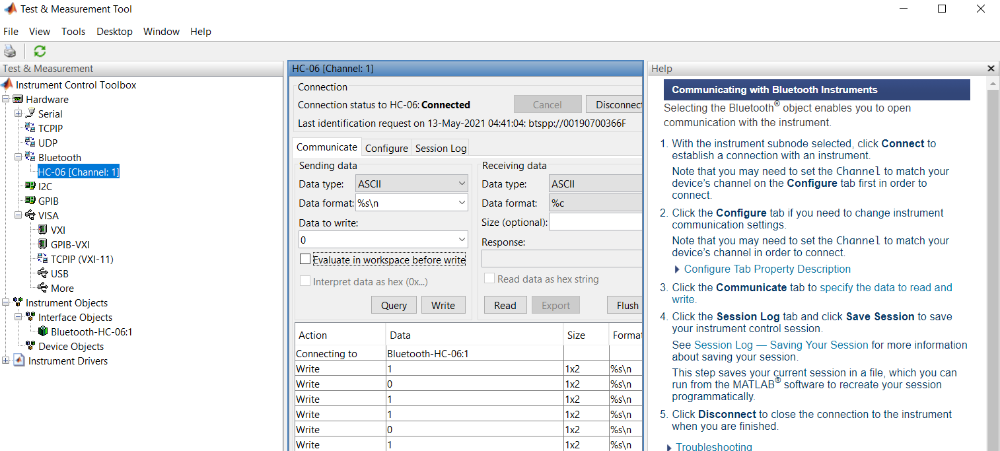 Test & Measurement Tool
File View Tools Desktop Window Help
Test & Measurement
Instrument Control Toolbox
Hardware
Serial
TCPIP
UDP
Bluetooth
HC-06 [Channel: 1]
I2C
GPIB
VISA
VXI
GPIB-VXI
TCPIP (VXI-11)
USB
More
Instrument Objects
Interface Objects
Bluetooth-HC-06:1
Device Objects
Instrument Drivers
HC-06 [Channel: 1]
Connection
Connection status to HC-06: Connected Cancel Disconnect
Last identification request on 13-May-2021 04:41:04: btspp://00190700366F
Communicate Configure Session Log
Sending data
Data type: ASCII
Data format: %s\n
Data to write:
0
Evaluate in workspace before write
Interpret data as hex (0x...)
Query Write
Receiving data
Data type: ASCII
Data format: %c
Size (optional):
Response:
Read data as hex string
Read Export Flush
Action Data Size Format
Connecting to Bluetooth-HC-06:1
Write 1 1x2 %s\n
Write 0 1x2 %s\n
Write 1 1x2 %s\n
Write 1 1x2 %s\n
Write 0 1x2 %s\n
Write 1 1x2 %s\n
Help
Communicating with Bluetooth Instruments
Selecting the Bluetooth® object enables you to open
communication with the instrument.
1. With the instrument subnode selected, click Connect to
establish a connection with an instrument.
Note that you may need to set the Channel to match your
device's channel on the Configure tab first in order to
connect.
2. Click the Configure tab if you need to change instrument
communication settings.
Note that you may need to set the Channel to match your
device's channel in order to connect.
Configure Tab Property Description
3. Click the Communicate tab to specify the data to read and
write.
4. Click the Session Log tab and click Save Session to save
your instrument control session.
See Session Log — Saving Your Session for more information
about saving your session.
This step saves your current session in a file, which you can
run from the MATLAB® software to recreate your session
programmatically.
5. Click Disconnect to close the connection to the instrument
when you are finished.
Troubleshooting